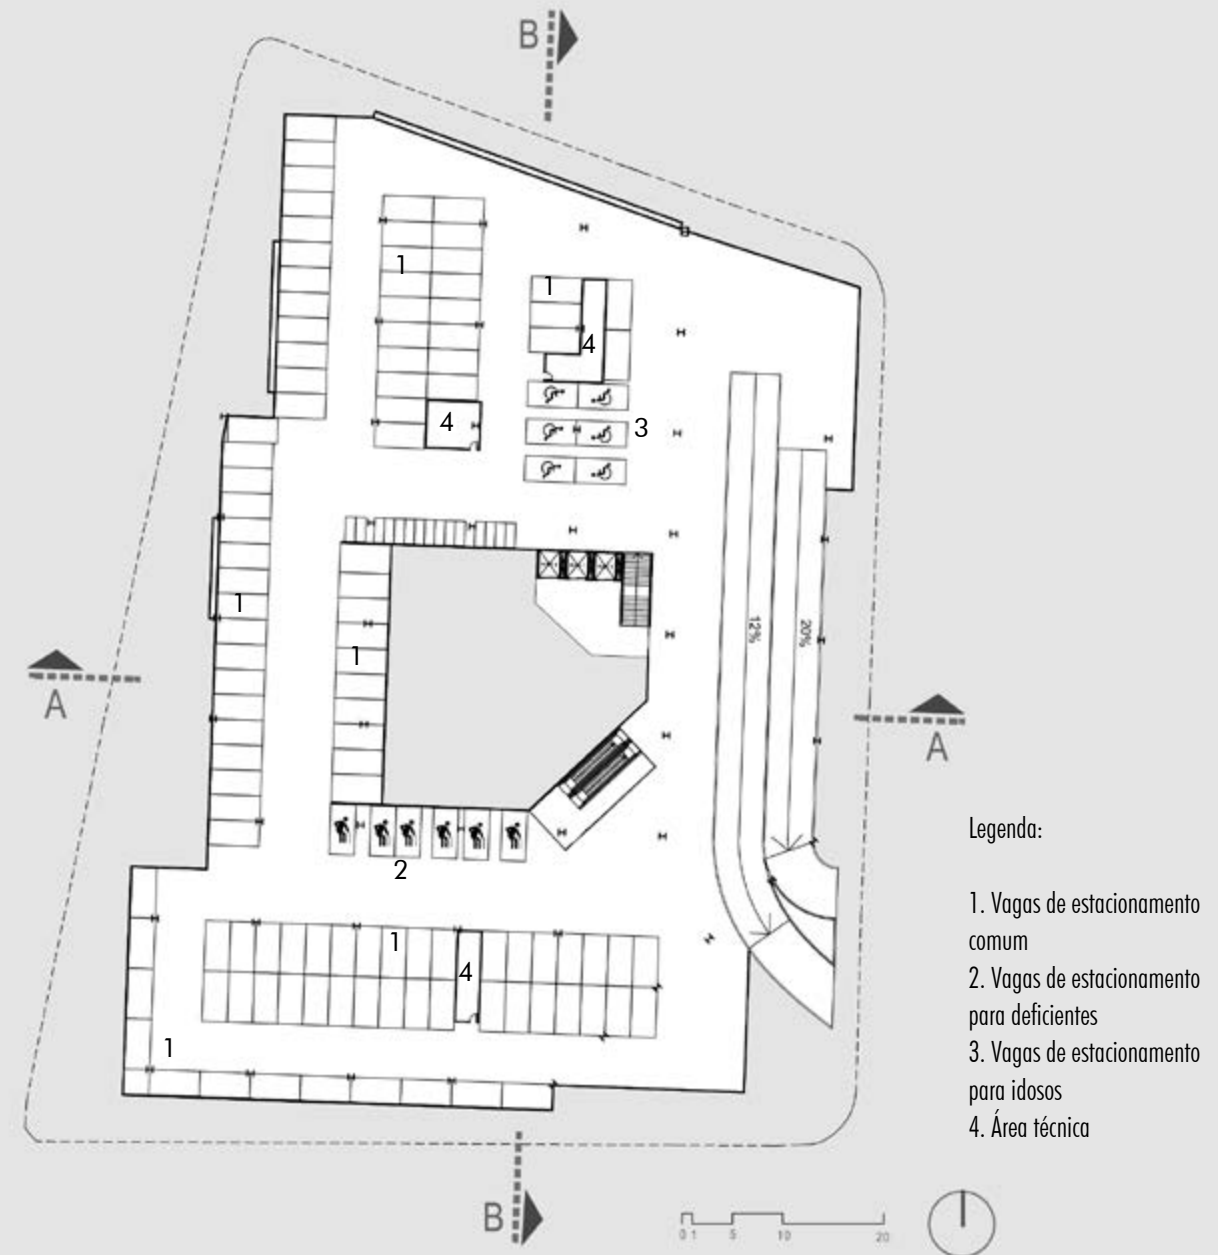 B
1
1
4
4
3
12%
20%
1
1
A
A
2
1
4
1
B
Legenda:
1. Vagas de estacionamento
comum
2. Vagas de estacionamento
para deficientes
3. Vagas de estacionamento
para idosos
4. Área técnica
0 1 5 10 20